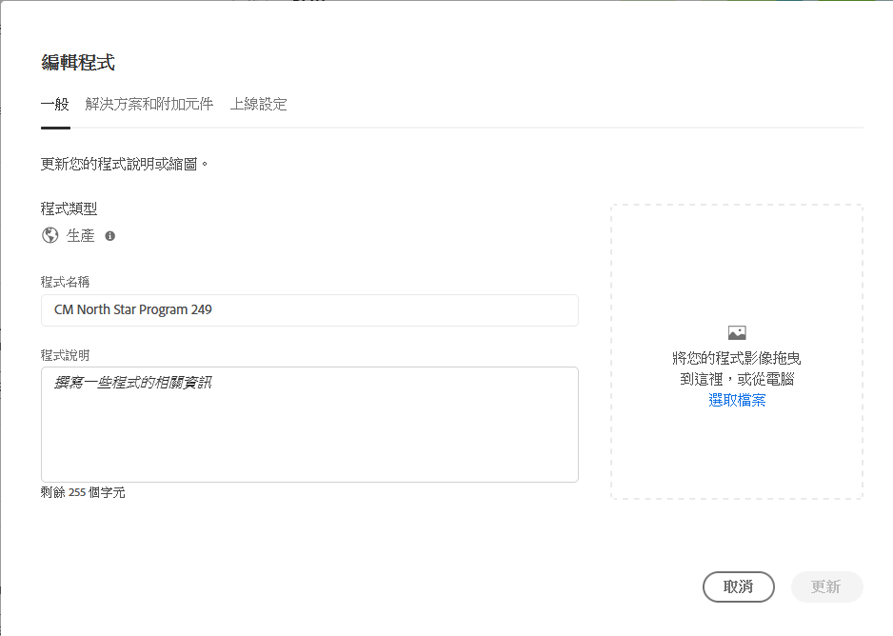 編輯程式
一般 解決方案和附加元件 上線設定
更新您的程式說明或縮圖。
程式類型
生產
程式名稱
CM North Star Program 249
程式說明
撰寫一些程式的相關資訊
剩餘 255 個字元
將您的程式影像拖曳
到這裡，或從電腦
選取檔案
取消 更新